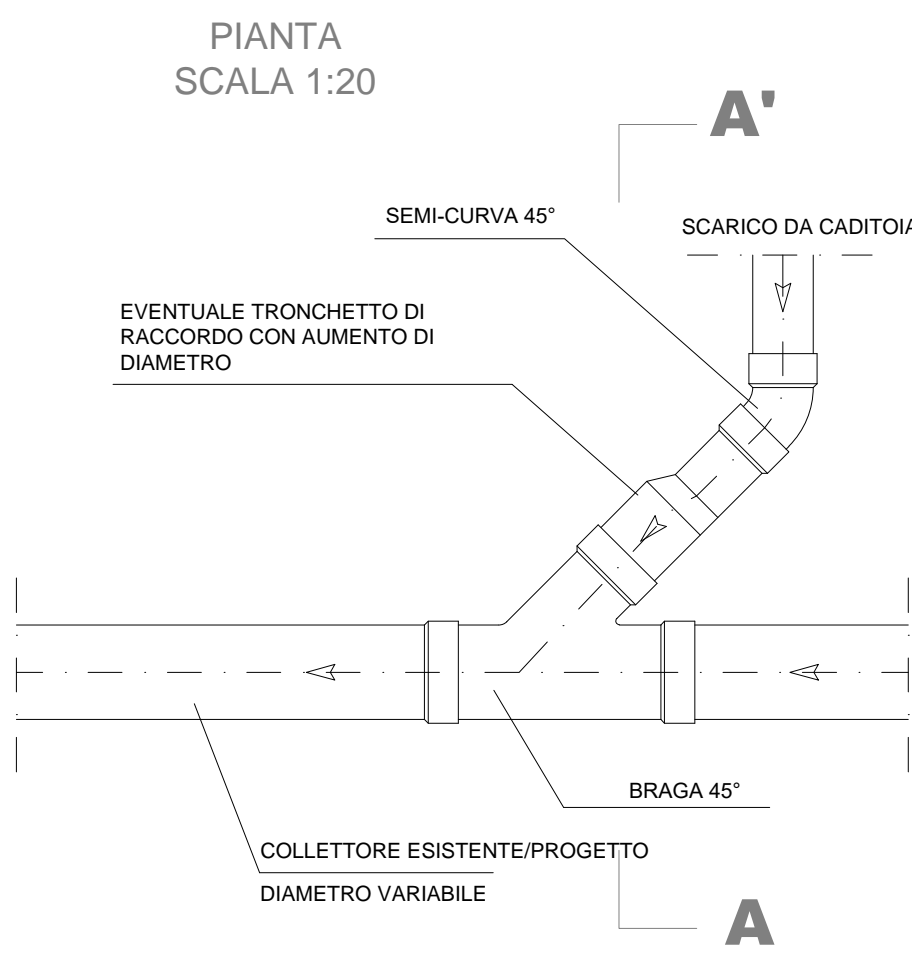 PIANTA
SCALA 1:20
A'
SEMI-CURVA 45°
SCARICO DA CADITOIA
EVENTUALE TRONCHETTO DI
RACCORDO CON AUMENTO DI
DIAMETRO
BRAGA 45°
COLLETTORE ESISTENTE/PROGETTO
DIAMETRO VARIABILE
A